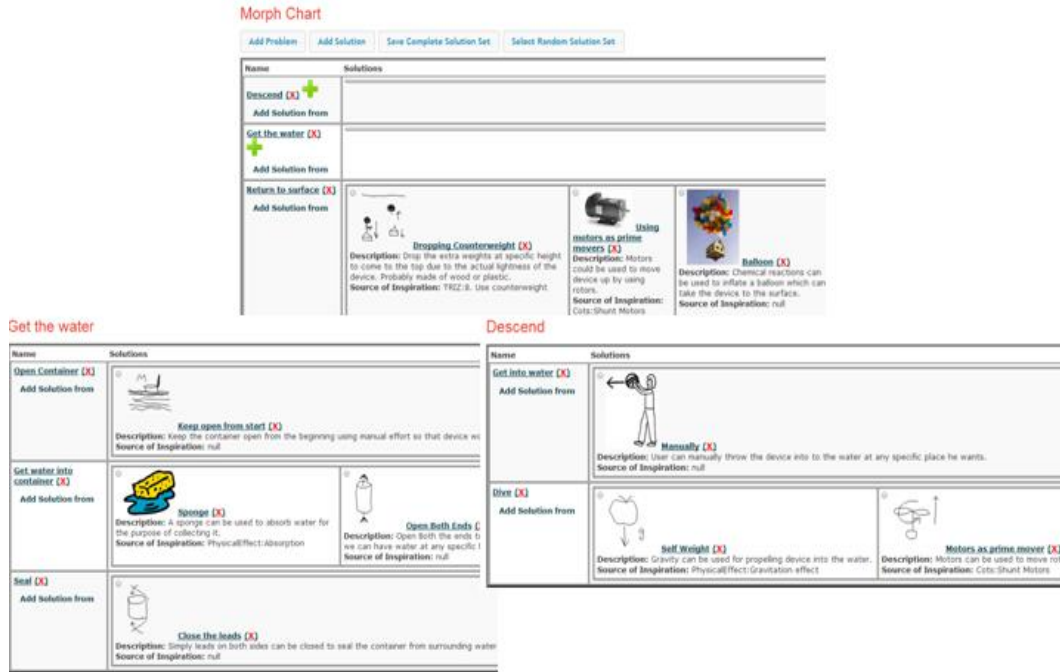 Morph Chart
Add Problem Add Solution Save Complete Solution Set Select Random Solution Set
Name Solutions
Descend (X)
Add Solution from
Get the water (X)
Add Solution from
Return to surface (X)
Add Solution from
Dropping Counterweight (X)
Description: Drop the extra weights at specific height
to come to the top due to the actual lightness of the
device. Probably made of wood or plastic.
Source of Inspiration: TRIZ:8. Use counterweight
Using
motors as prime
movers (X)
Description: Motors
could be used to move
device up by using
rotors.
Source of Inspiration:
Cots:Shunt Motors
Balloon (X)
Description: Chemical reactions can
be used to inflate a balloon which can
take the device to the surface.
Source of Inspiration: null
Get the water
Name Solutions
Open Container (X)
Add Solution from
M
Keep open from start (X)
Description: Keep the container open from the beginning using manual effort so that device
Source of Inspiration: null
Get water into
container (X)
Add Solution from
Sponge (X)
Description: A sponge can be used to absorb water for
the purpose of collecting it.
Source of Inspiration: PhysicalEffect:Absorption
Open Both Ends (
Description: Open Both the ends
we can have water at any specific
Source of Inspiration: null
Seal (X)
Add Solution from
Close the leads (X)
Description: Simply leads on both sides can be closed to seal the container from surrounding water
Source of Inspiration: null
Descend
Name Solutions
Get into water (X)
Add Solution from
Manually (X)
Description: User can manually throw the device into to the water at any specific place he wants.
Source of Inspiration: null
Dive (X)
Add Solution from
g
Self Weight (X)
Description: Gravity can be used for propeling device into the water.
Source of Inspiration: PhysicalEffect:Gravitation effect
Motors as prime mover (X)
Description: Motors can be used to move
Source of Inspiration: Cots:Shunt Motors